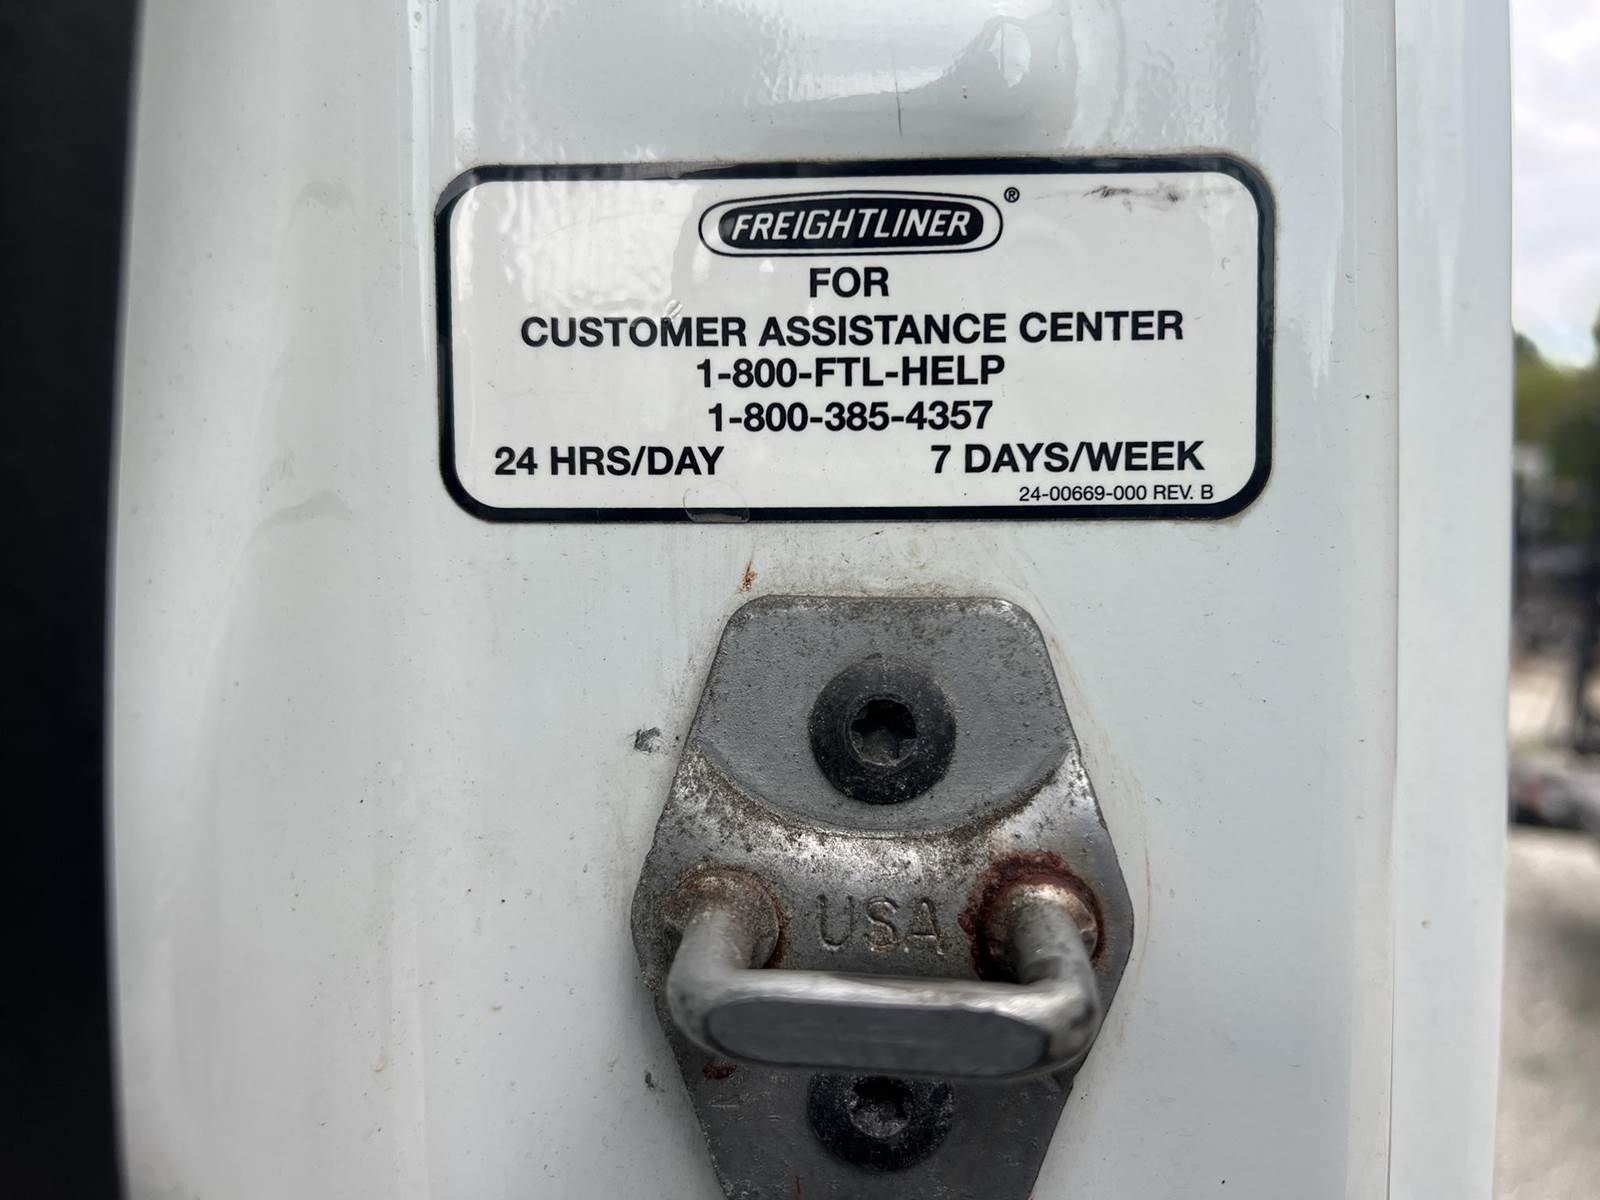 FREIGHTLINER®
FOR
CUSTOMER ASSISTANCE CENTER
1-800-FTL-HELP
1-800-385-4357
24 HRS/DAY 7 DAYS/WEEK
24-00669-000 REV. B
USA